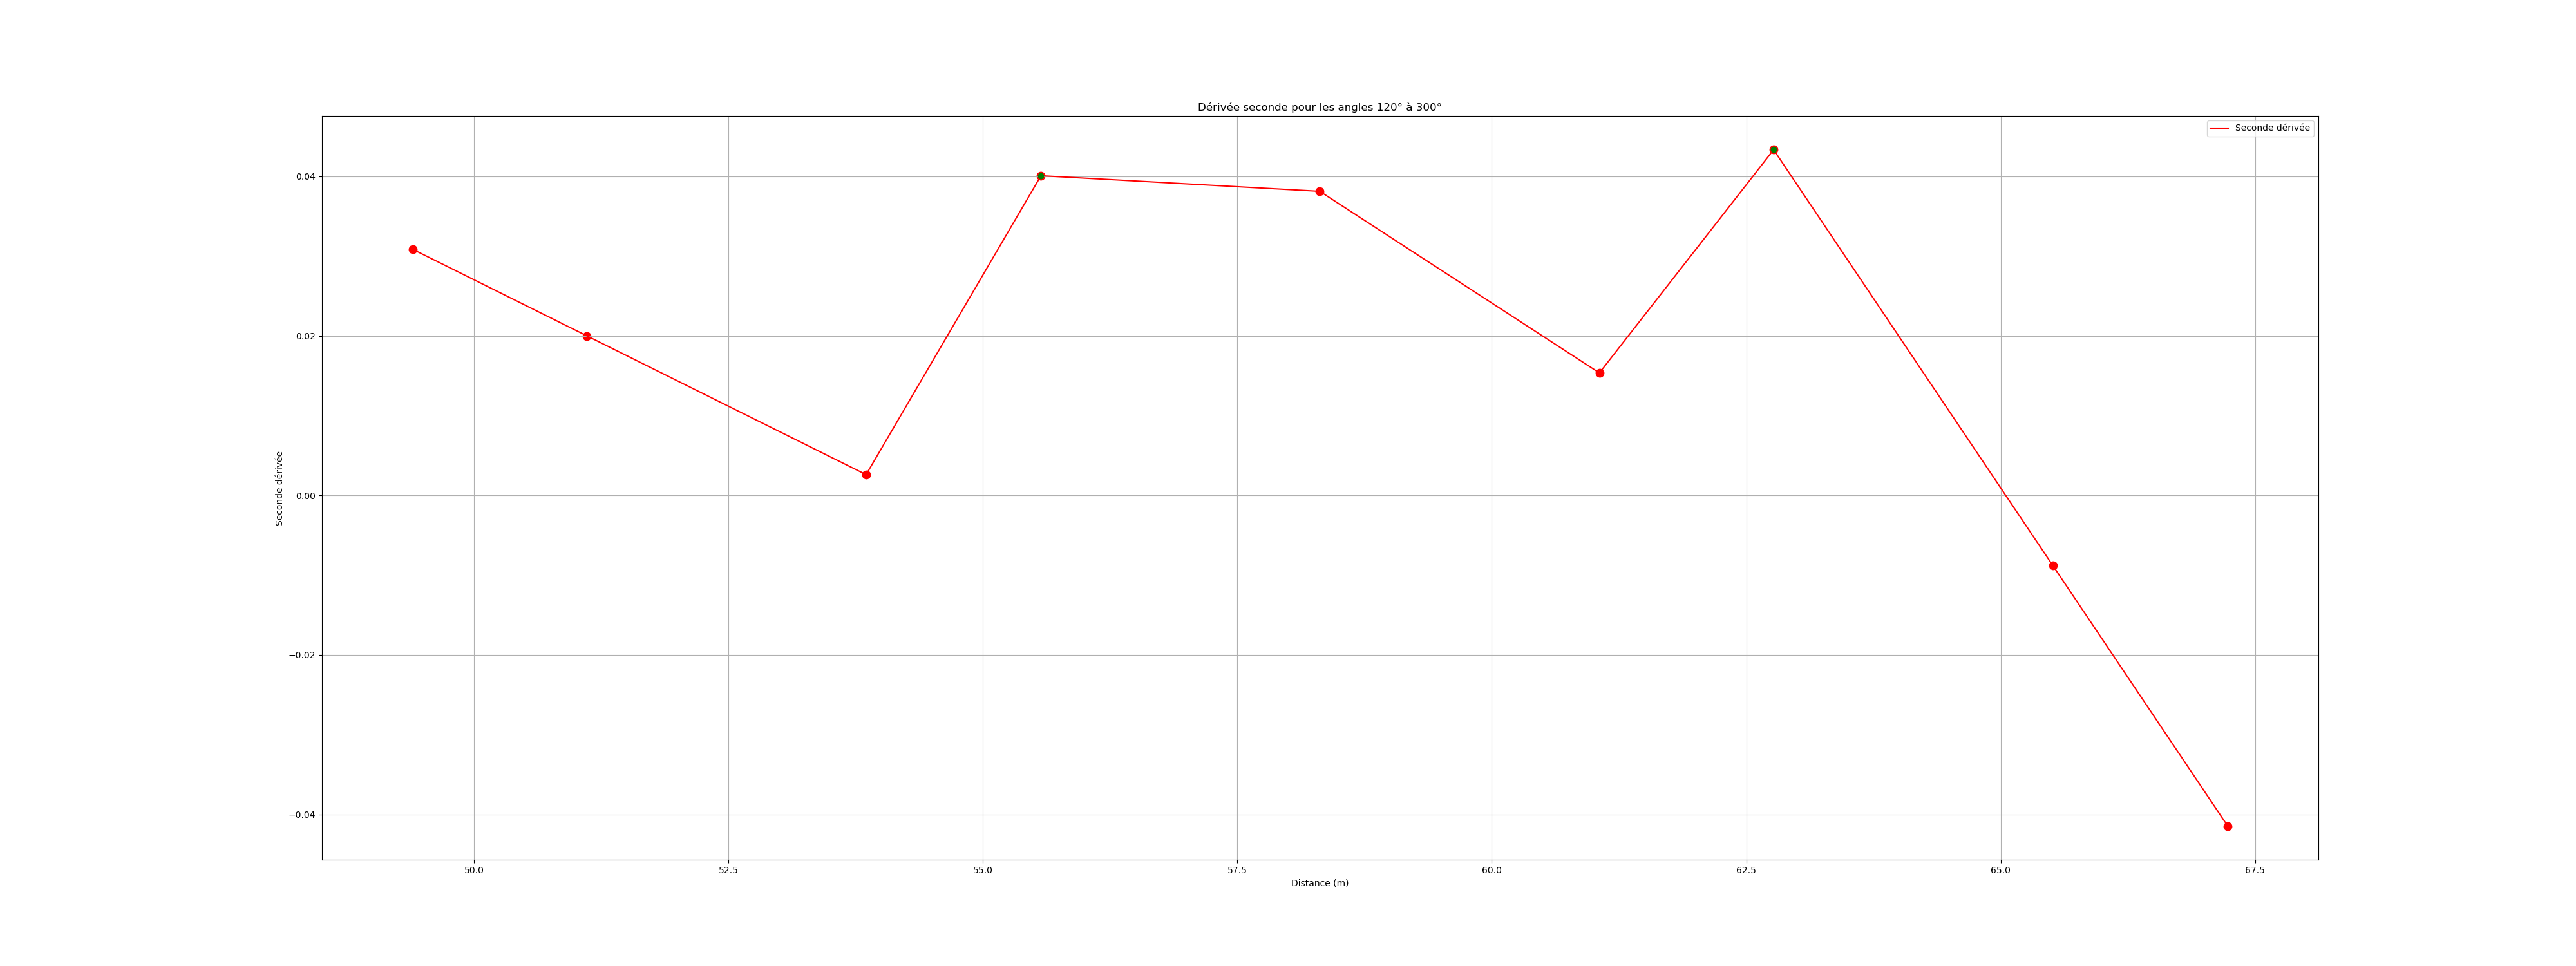 Dérivée seconde pour les angles 120° à 300°
Seconde dérivée
0.04
0.02
0.00
−0.02
−0.04
Seconde dérivée
50.0 52.5 55.0 57.5 60.0 62.5 65.0 67.5
Distance (m)